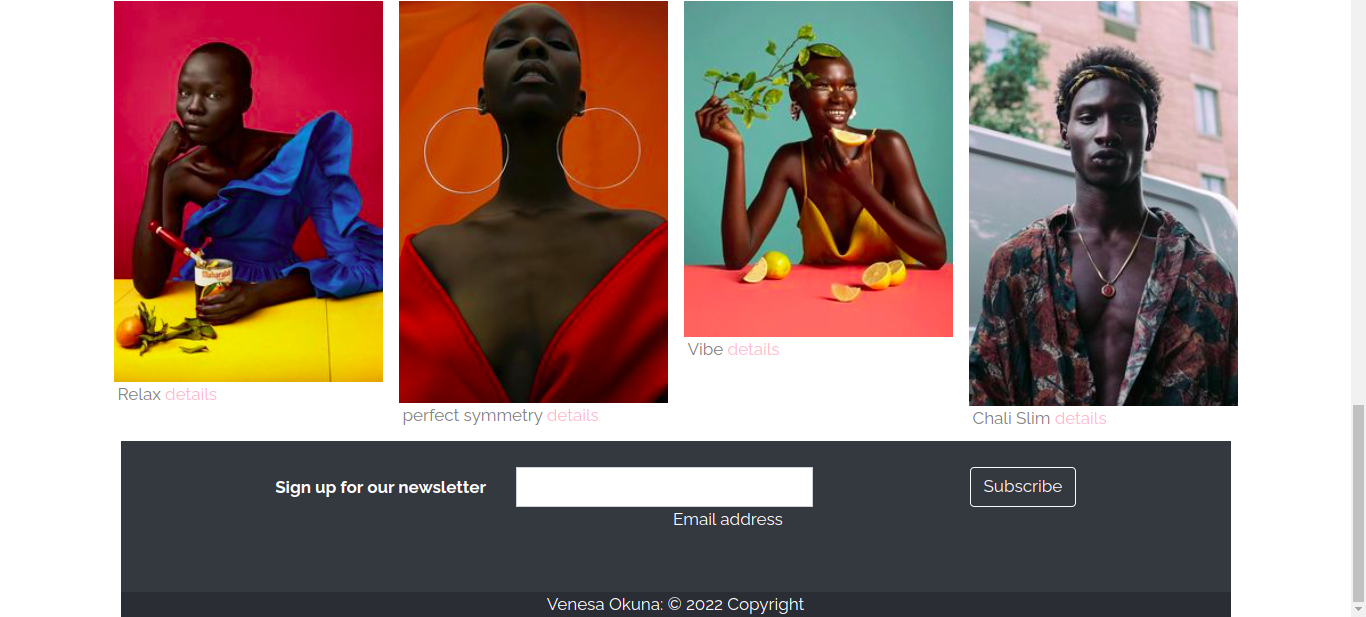 Maharajah
Relax details
perfect symmetry details
Vibe details
Chali Slim details
Sign up for our newsletter
Subscribe
Email address
Venesa Okuna: © 2022 Copyright